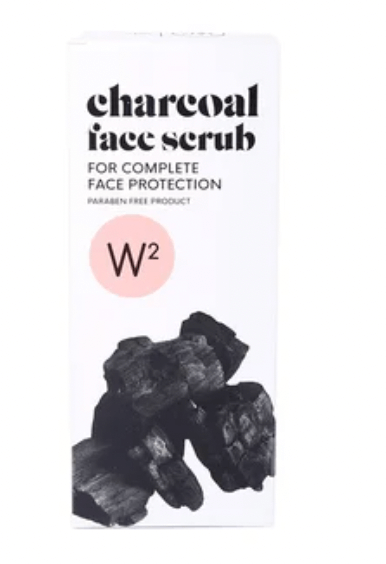 charcoal
face scrub
FOR COMPLETE
FACE PROTECTION
PARABEN FREE PRODUCT
W²